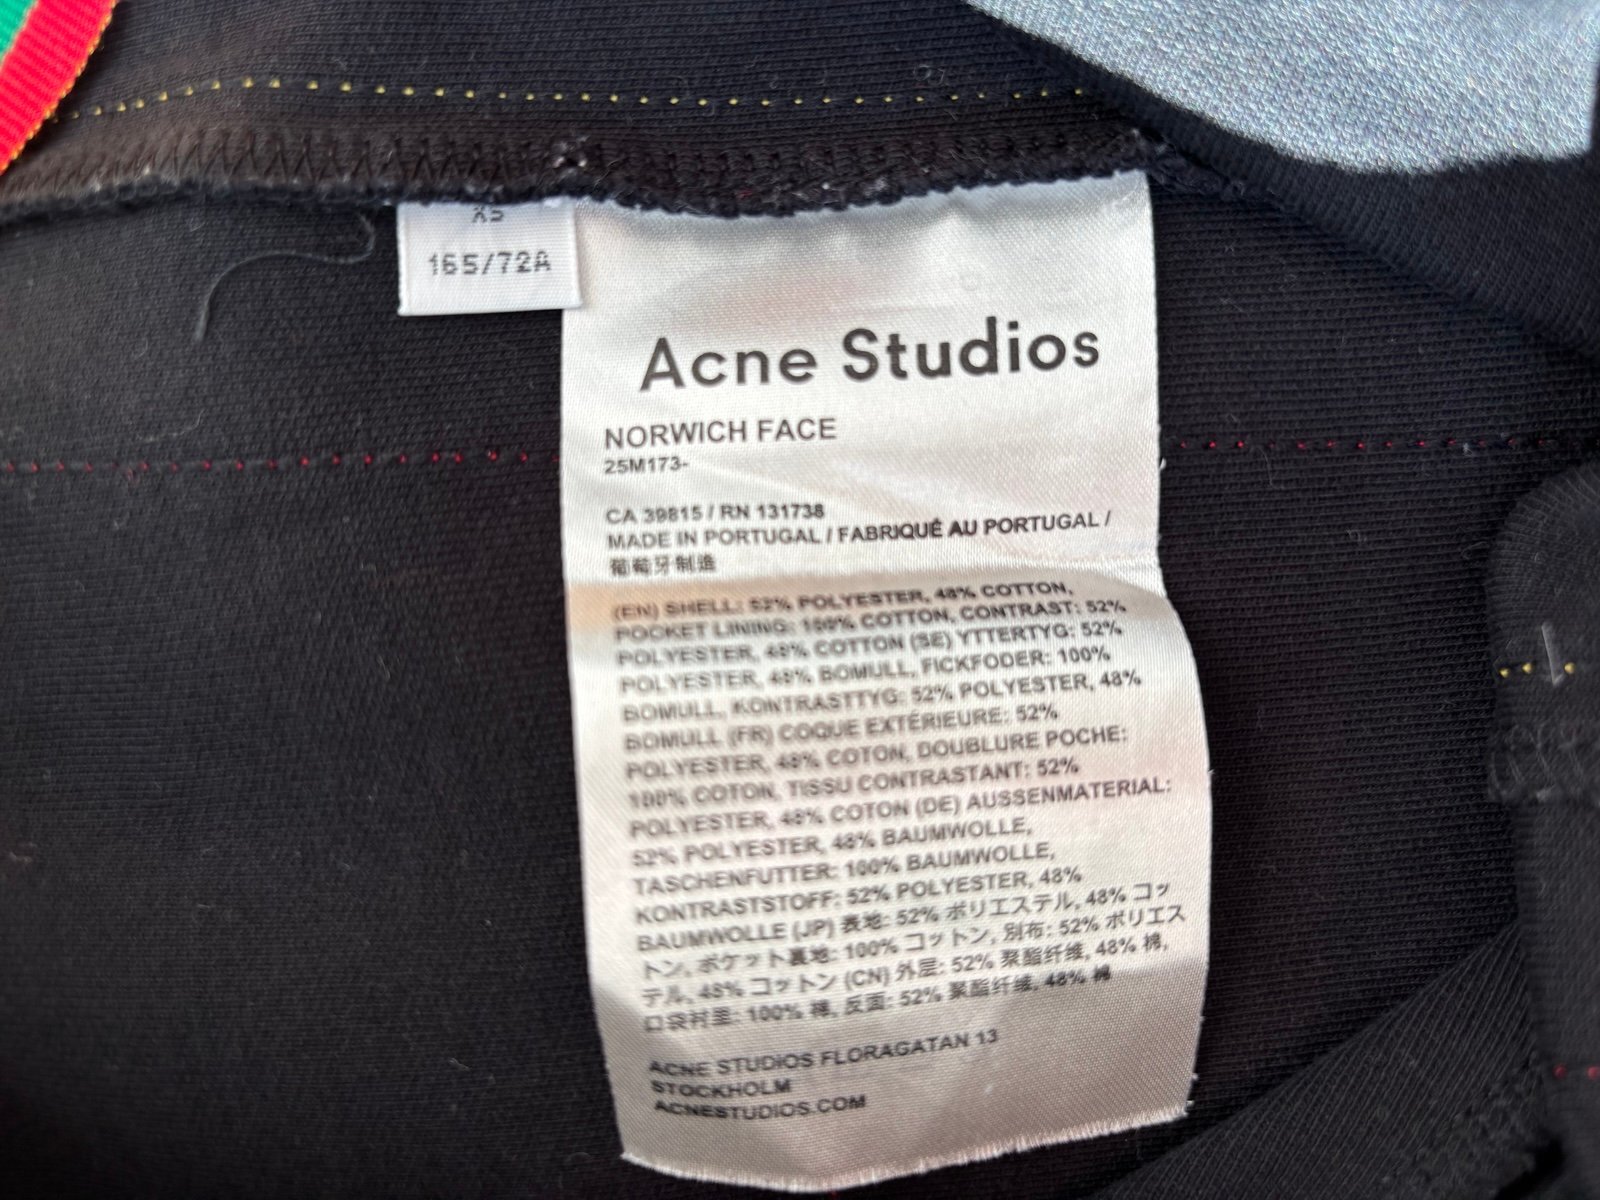 XS
165/72A
Acne Studios
NORWICH FACE
25M173-
CA 39815 / RN 131738
MADE IN PORTUGAL / FABRIQUÉ AU PORTUGAL /
葡萄牙制造
(EN) SHELL: 52% POLYESTER, 48% COTTON,
POCKET LINING: 100% COTTON, CONTRAST: 52%
POLYESTER, 48% COTTON (SE) YTTERTYG: 52%
POLYESTER, 48% BOMULL, FICKFODER: 100%
BOMULL, KONTRASTTYG: 52% POLYESTER, 48%
BOMULL (FR) COQUE EXTÉRIEURE: 52%
POLYESTER, 48% COTON, DOUBLURE POCHE:
100% COTON, TISSU CONTRASTANT: 52%
POLYESTER, 48% COTON (DE) AUSSENMATERIAL:
52% POLYESTER, 48% BAUMWOLLE,
TASCHENFUTTER: 100% BAUMWOLLE,
KONTRASTSTOFF: 52% POLYESTER, 48%
BAUMWOLLE (JP) 表地: 52% ポリエステル, 48% コッ
トン, ポケット裏地: 100% コットン, 別布: 52% ポリエス
テル, 48% コットン (CN) 外层: 52% 聚酯纤维, 48% 棉,
口袋衬里: 100% 棉, 反面: 52% 聚酯纤维, 48% 棉
ACNE STUDIOS FLORAGATAN 13
STOCKHOLM
ACNESTUDIOS.COM